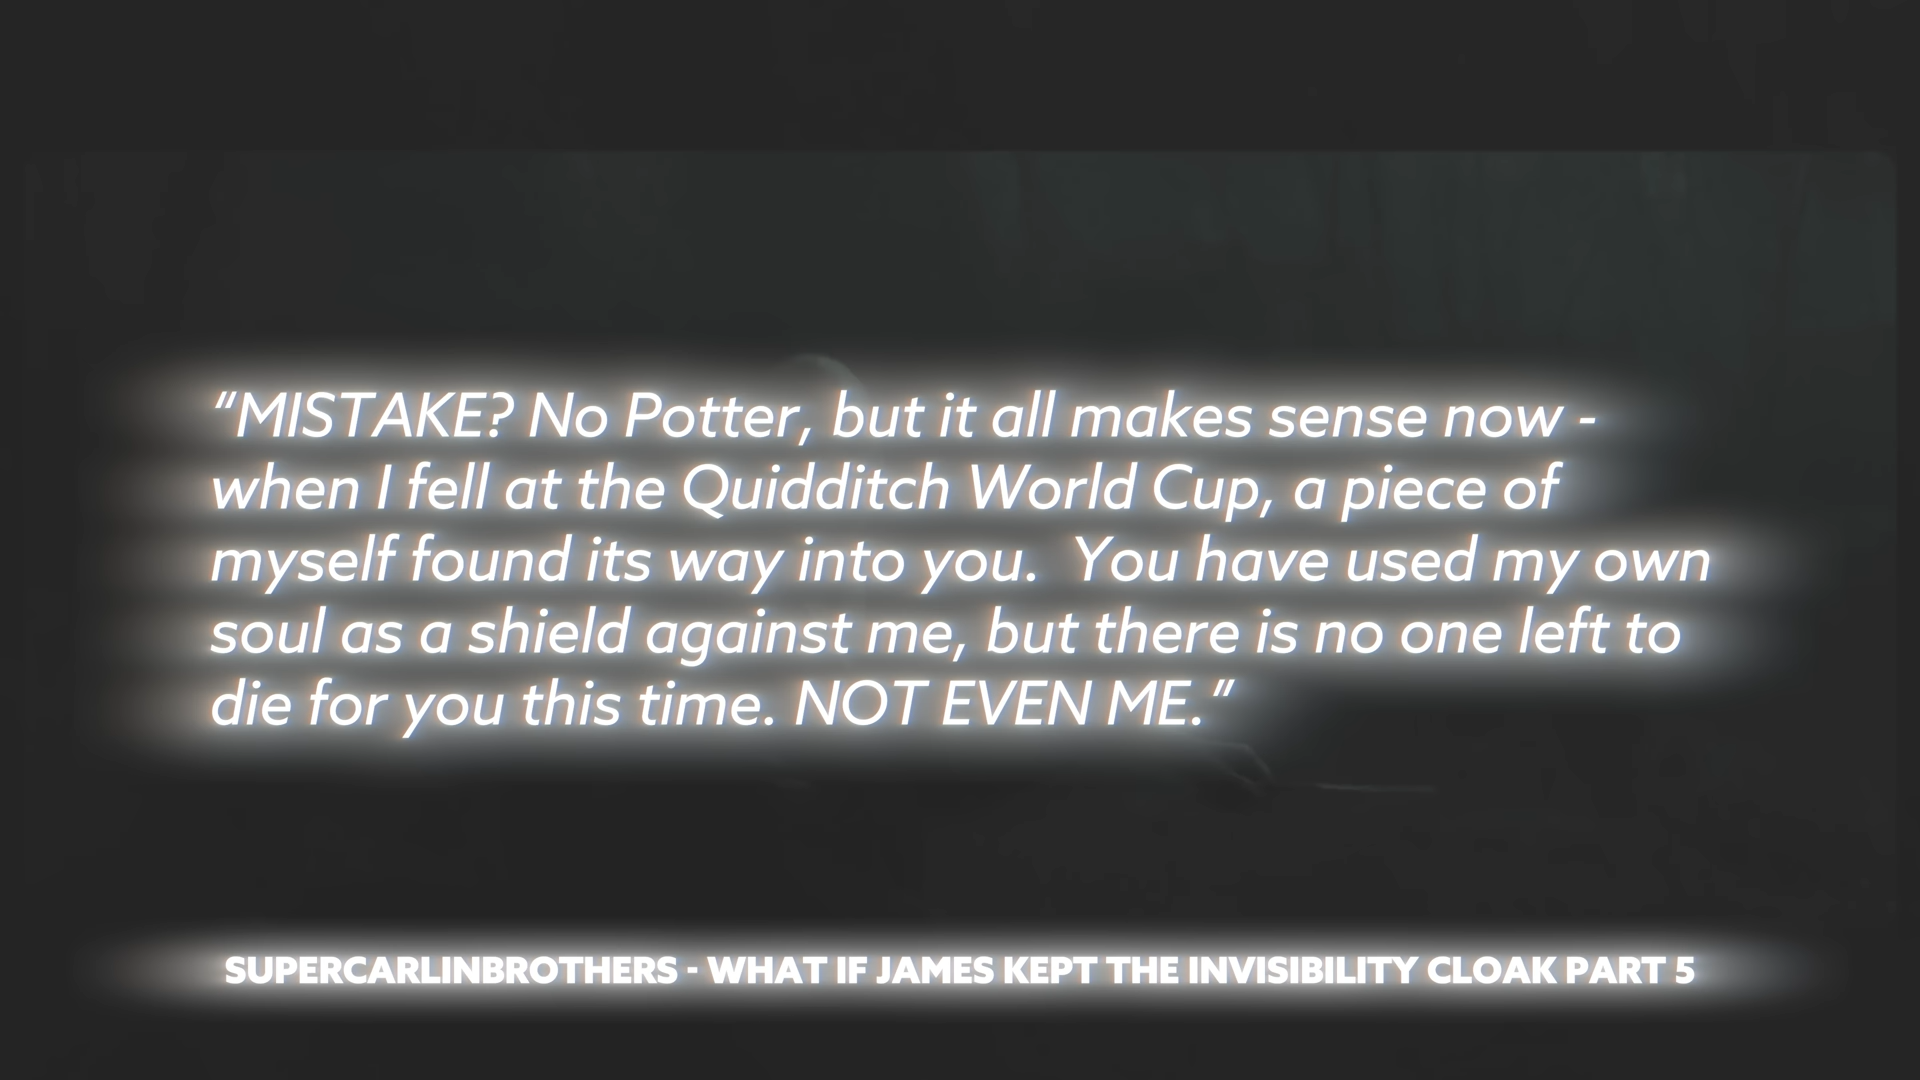 “MISTAKE? No Potter, but it all makes sense now -
when I fell at the Quidditch World Cup, a piece of
myself found its way into you.  You have used my own
soul as a shield against me, but there is no one left to
die for you this time. NOT EVEN ME.”
SUPERCARLINBROTHERS - WHAT IF JAMES KEPT THE INVISIBILITY CLOAK PART 5